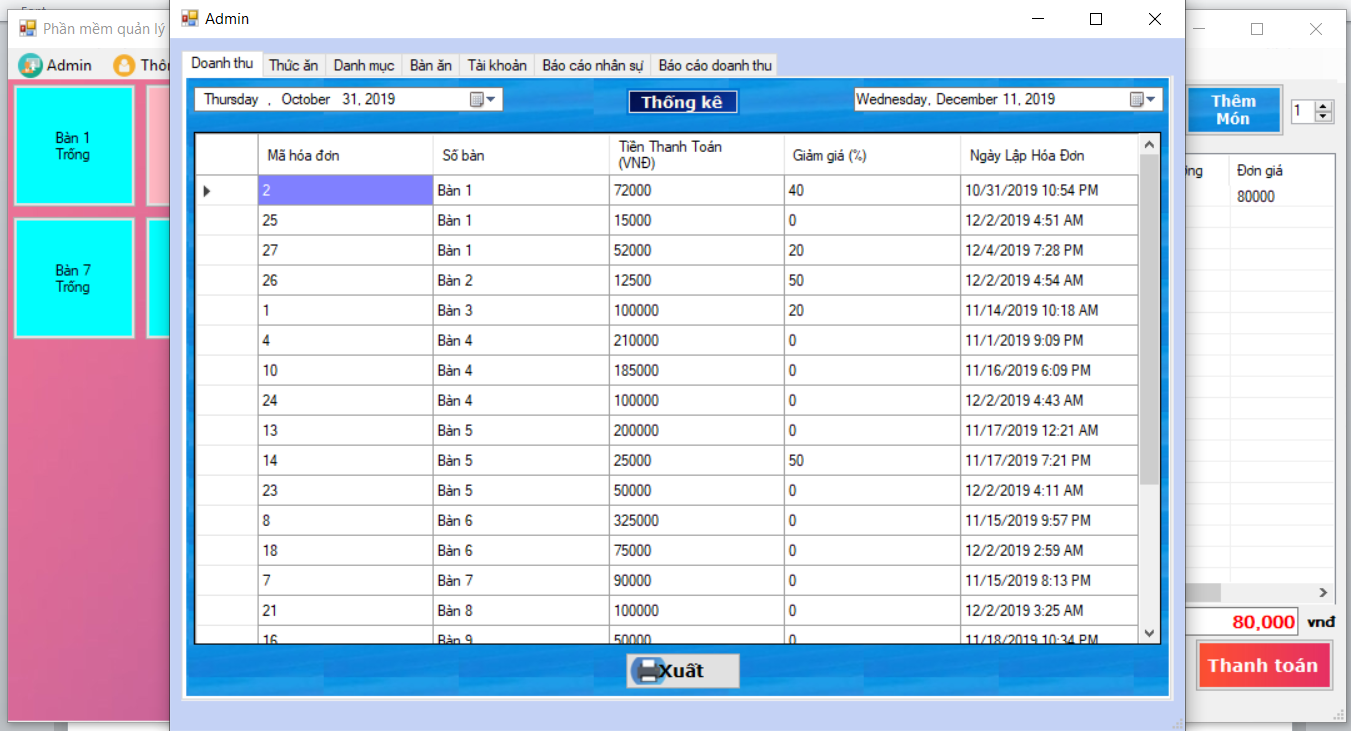 Phần mềm quản lý
Admin
Admin
Doanh thu
Thức ăn
Danh mục
Bàn ăn
Tài khoản
Báo cáo nhân sự
Báo cáo doanh thu
Thursday , October 31, 2019
Thống kê
Wednesday, December 11, 2019
Mã hóa đơn Số bàn Tiền Thanh Toán (VNĐ) Giảm giá (%) Ngày Lập Hóa Đơn
2 Bàn 1 72000 40 10/31/2019 10:54 PM
25 Bàn 1 15000 0 12/2/2019 4:51 AM
27 Bàn 1 52000 20 12/4/2019 7:28 PM
26 Bàn 2 12500 50 12/2/2019 4:54 AM
1 Bàn 3 100000 20 11/14/2019 10:18 AM
4 Bàn 4 210000 0 11/1/2019 9:09 PM
10 Bàn 4 185000 0 11/16/2019 6:09 PM
24 Bàn 4 100000 0 12/2/2019 4:43 AM
13 Bàn 5 200000 0 11/17/2019 12:21 AM
14 Bàn 5 25000 50 11/17/2019 7:21 PM
23 Bàn 5 50000 0 12/2/2019 4:11 AM
8 Bàn 6 325000 0 11/15/2019 9:57 PM
18 Bàn 6 75000 0 12/2/2019 2:59 AM
7 Bàn 7 90000 0 11/15/2019 8:13 PM
21 Bàn 8 100000 0 12/2/2019 3:25 AM
16 Bàn 9 50000 0 11/18/2019 10:34 PM
Xuất
Bàn 1
Trống
Bàn 7
Trống
Thêm
Món
1
Đơn giá
80000
80,000 vnđ
Thanh toán